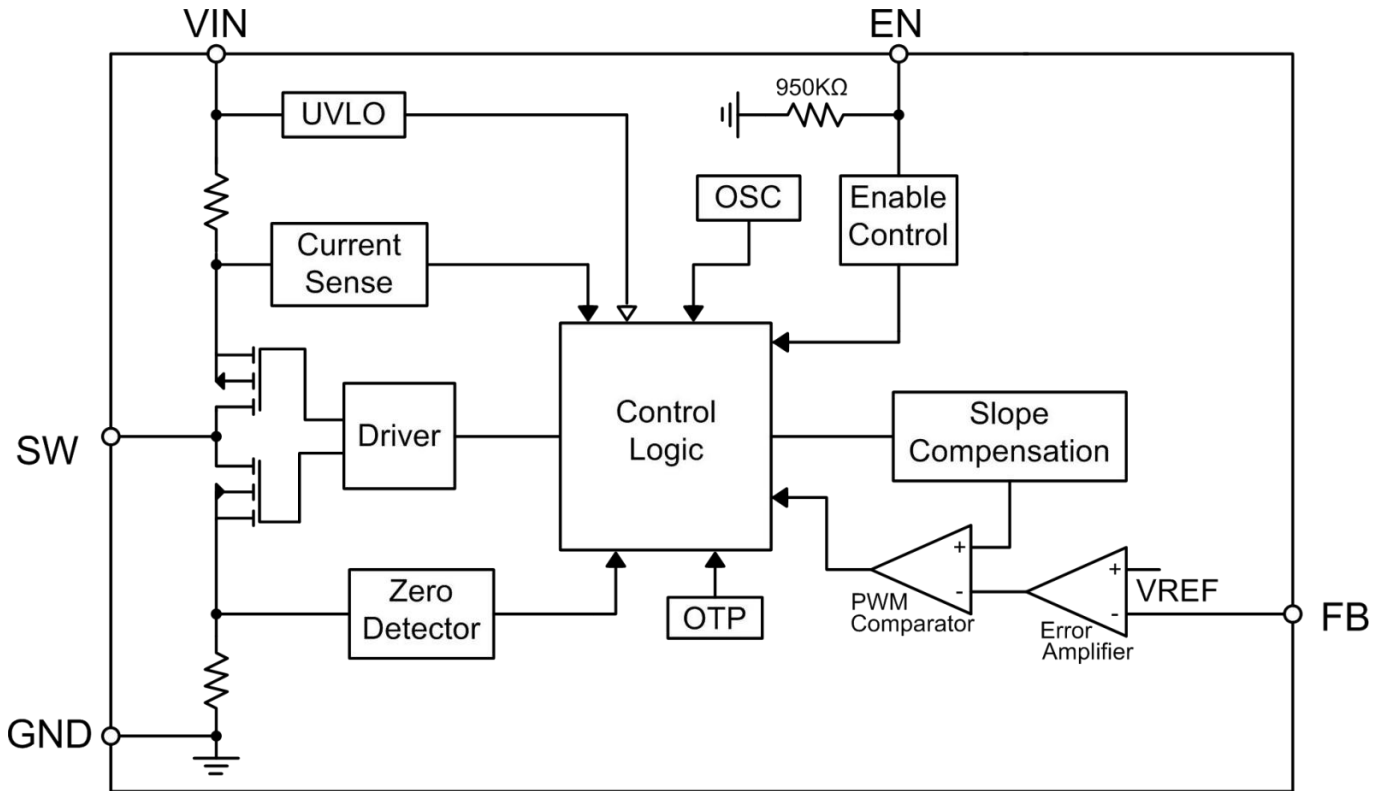 VIN
EN
950KΩ
UVLO
OSC
Enable
Control
Current
Sense
SW
Driver
Control
Logic
Slope
Compensation
+
-
PWM
Comparator
+
-
VREF
Error
Amplifier
FB
Zero
Detector
OTP
GND